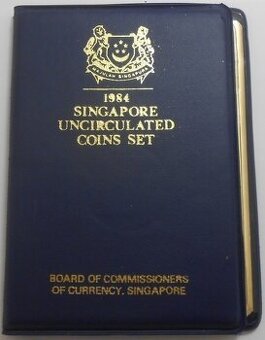 MAJULAH SINGAPURA
1984
SINGAPORE
UNCIRCULATED
COINS SET
BOARD OF COMMISSIONERS
OF CURRENCY, SINGAPORE